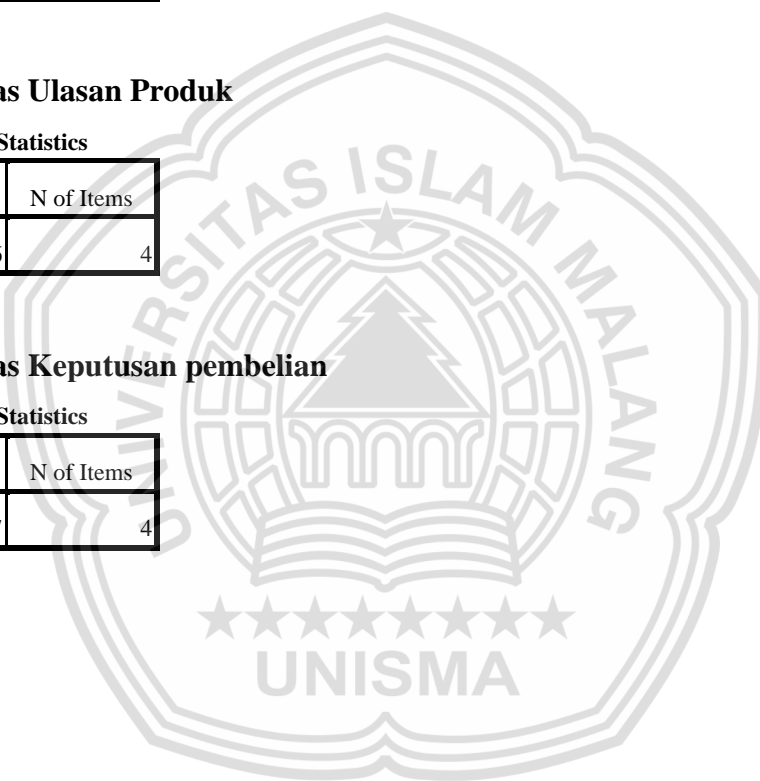 as Ulasan Produk
Statistics
N of Items
4
as Keputusan pembelian
Statistics
N of Items
4
UNIVERSITAS ISLAM MALANG
UNISMA